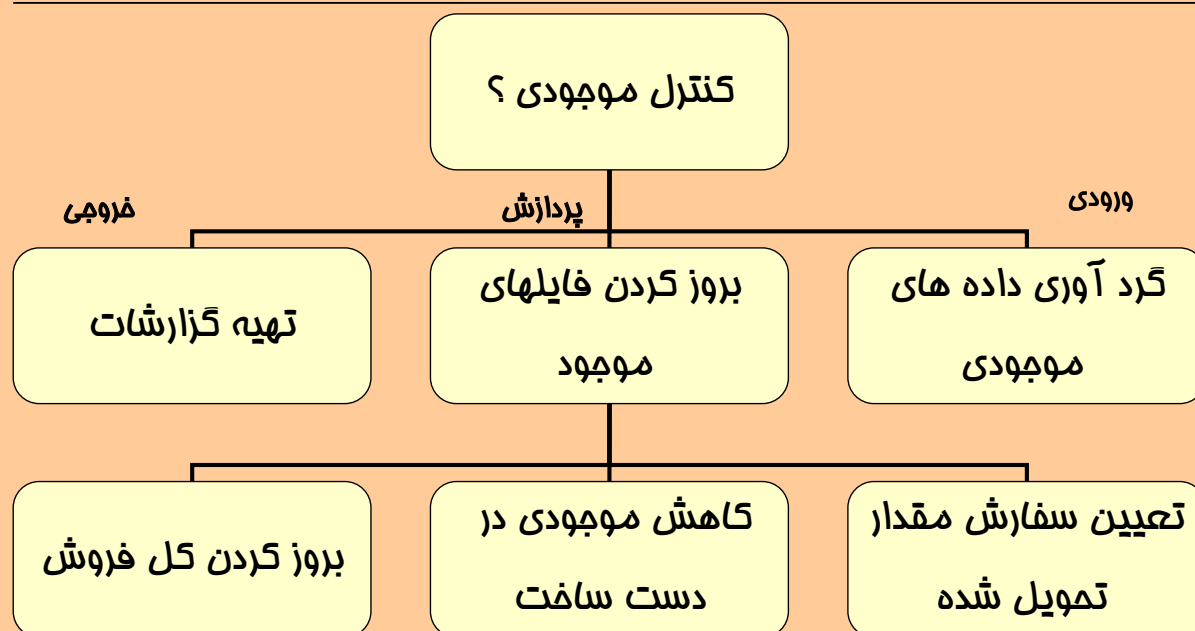 کنترل موجودی ؟
ورودی
پردازش
خروجی
گرد آوری داده های
موجودی
بروز کردن فایلهای
موجود
تهیه گزارشات
تعیین سفارش مقدار
تحویل شده
کاهش موجودی در
دست ساخت
بروز کردن کل فروش